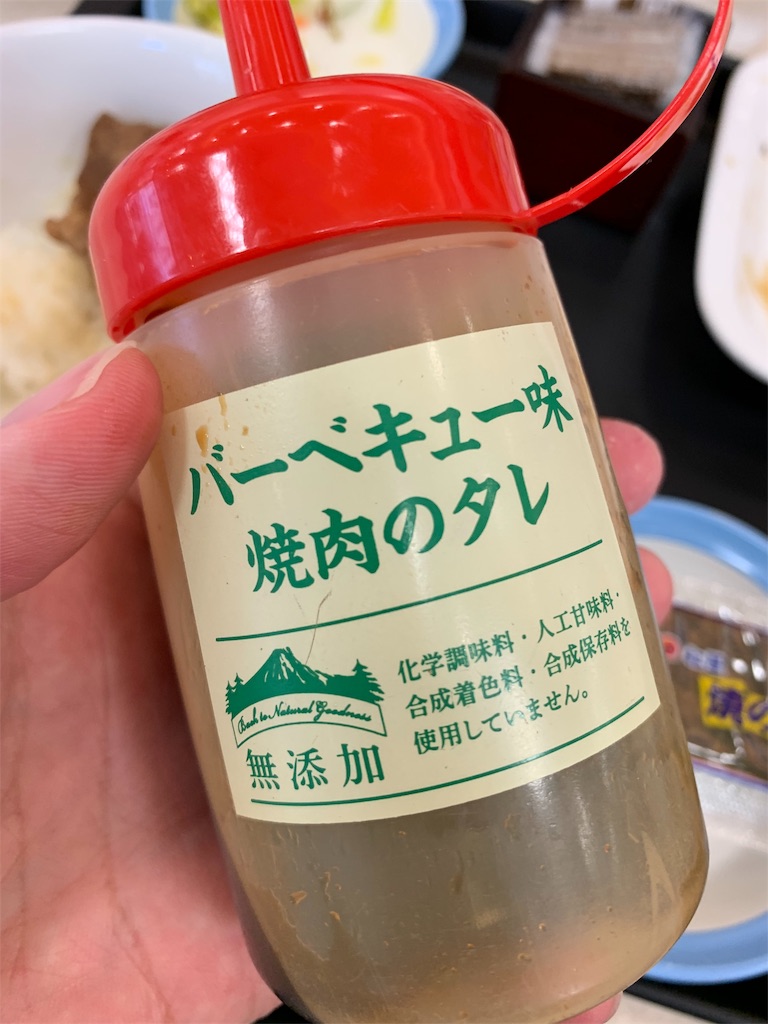 バーベキュー味
焼肉のタレ
Back to Natural Goodness
無添加
化学調味料・人工甘味料・
合成着色料・合成保存料を
使用していません。